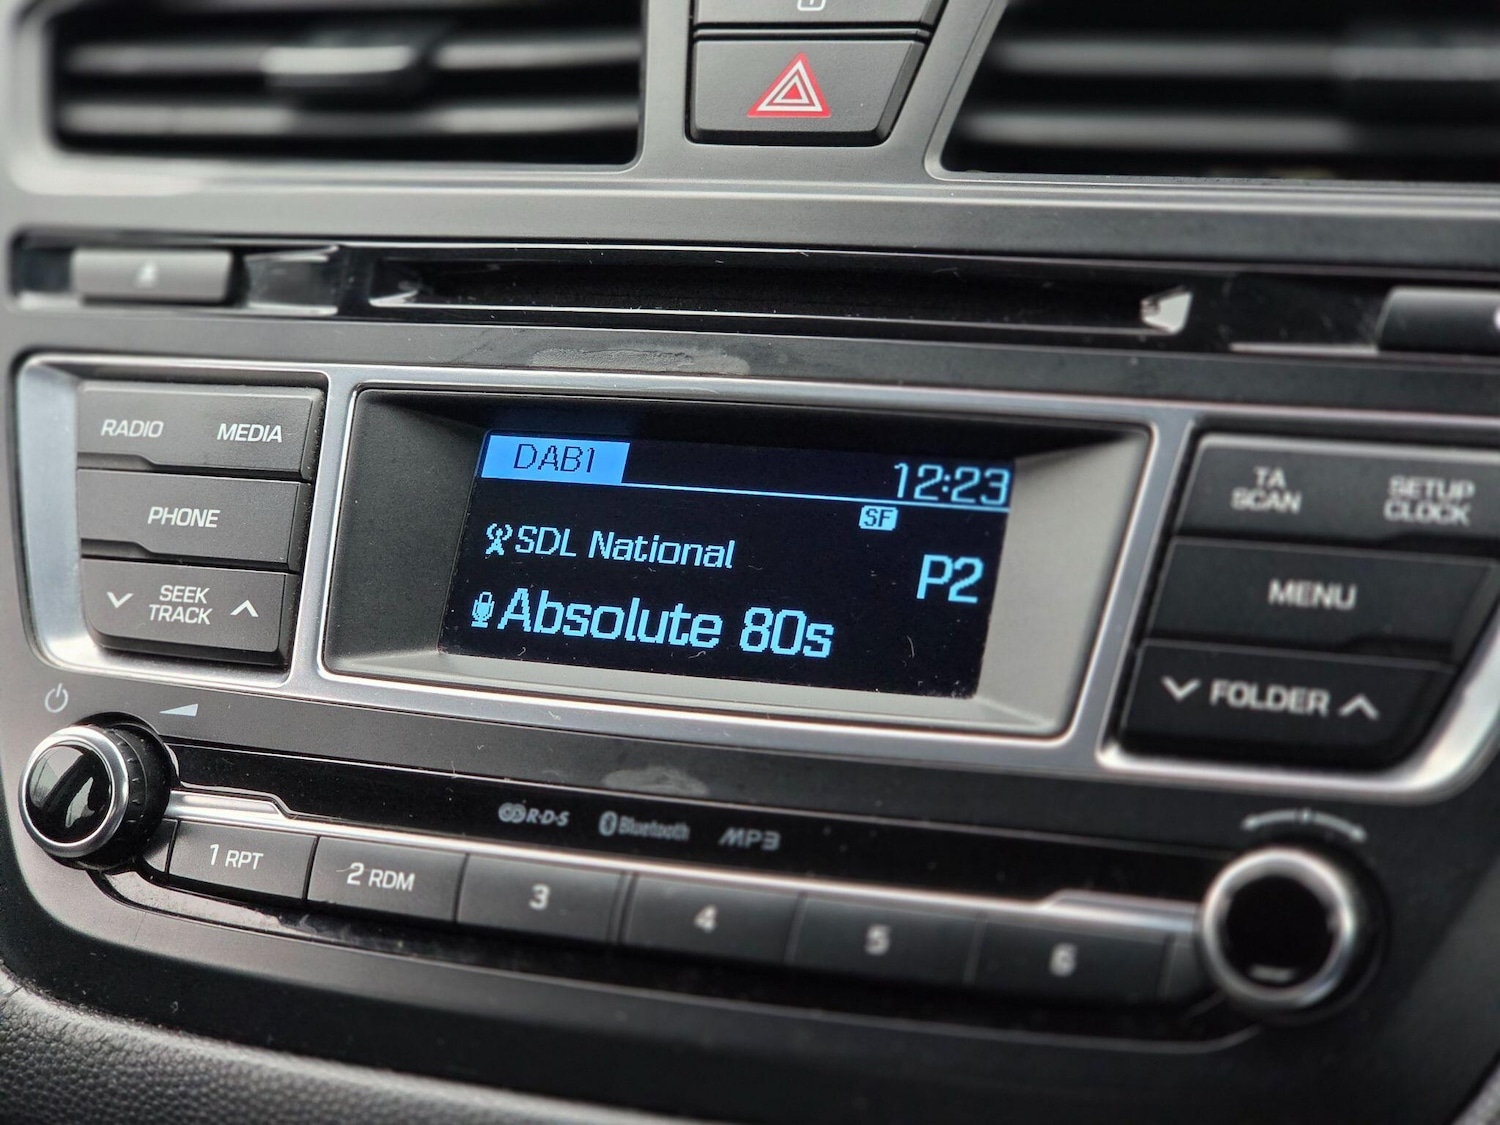 RADIO MEDIA
PHONE
SEEK
TRACK
DAB1 12:23
SF
SDL National
P2
Absolute 80s
TA
SCAN
SETUP
CLOCK
MENU
FOLDER
R·D·S Bluetooth MP3
1 RPT 2 RDM 3 4 5 6